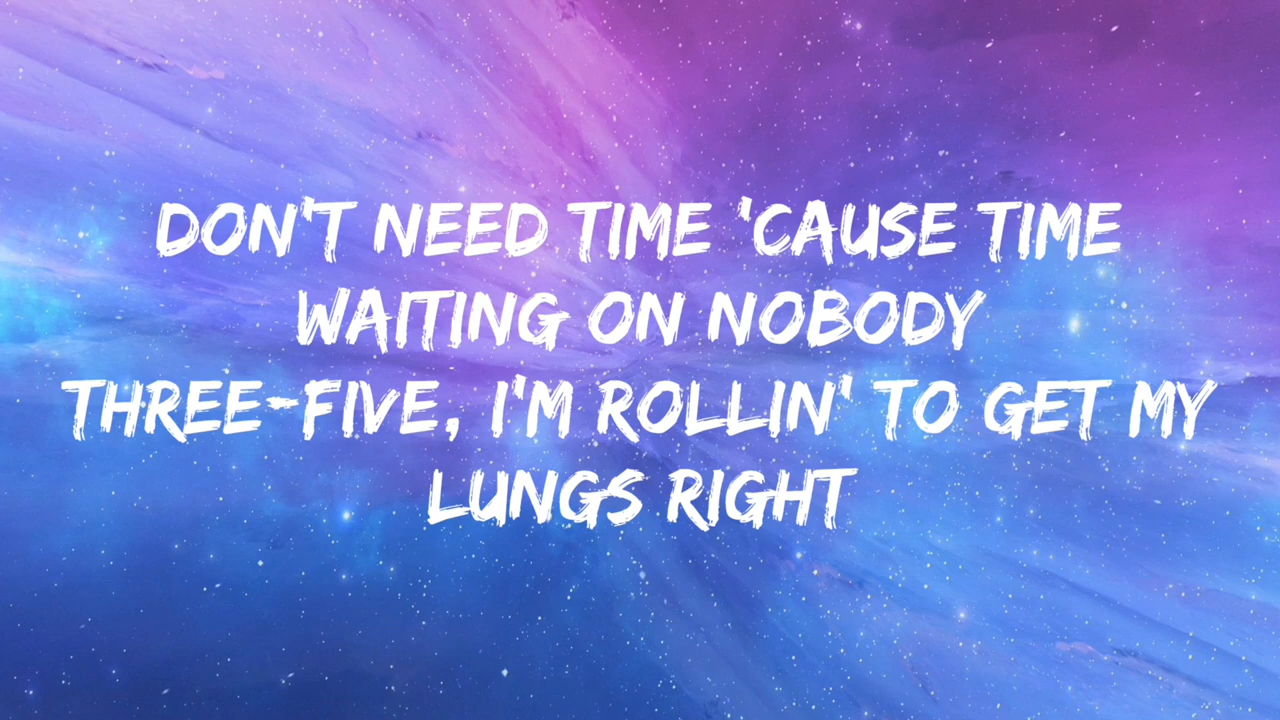 DON'T NEED TIME 'CAUSE TIME
WAITING ON NOBODY
THREE-FIVE, I'M ROLLIN' TO GET MY
LUNGS RIGHT